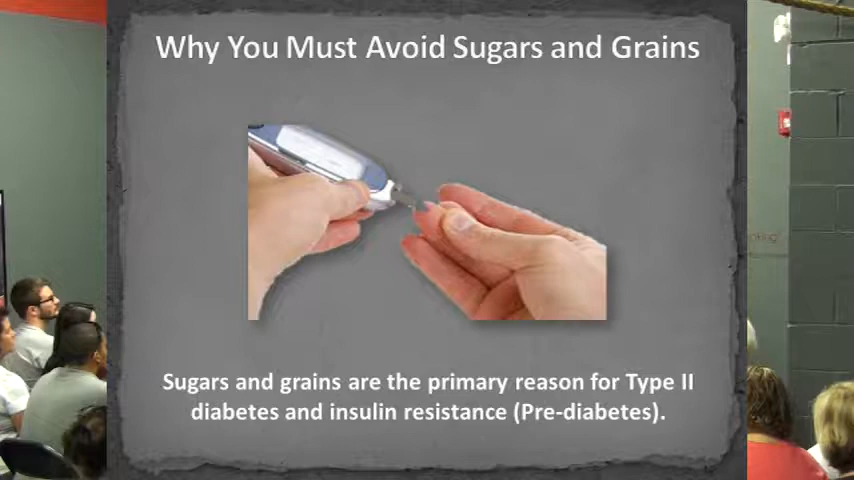 Why You Must Avoid Sugars and Grains
Sugars and grains are the primary reason for Type II
diabetes and insulin resistance (Pre-diabetes).